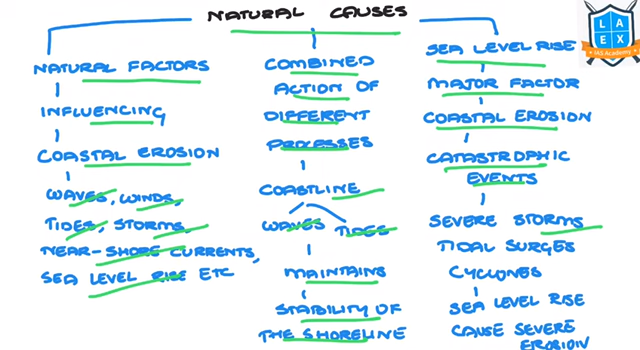 NATURAL CAUSES
NATURAL FACTORS
INFLUENCING
COASTAL EROSION
WAVES, WINDS,
TIDES, STORMS,
NEAR-SHORE CURRENTS,
SEA LEVEL RISE ETC
COMBINED
ACTION OF
DIFFERENT
PROCESSES
COASTLINE
WAVES TIDES
MAINTAINS
STABILITY OF
THE SHORELINE
SEA LEVEL RISE
MAJOR FACTOR
COASTAL EROSION
CATASTROPHIC
EVENTS
SEVERE STORMS
TIDAL SURGES
CYCLONES
SEA LEVEL RISE
CAUSE SEVERE
EROSION
LA
EX
IAS Academy